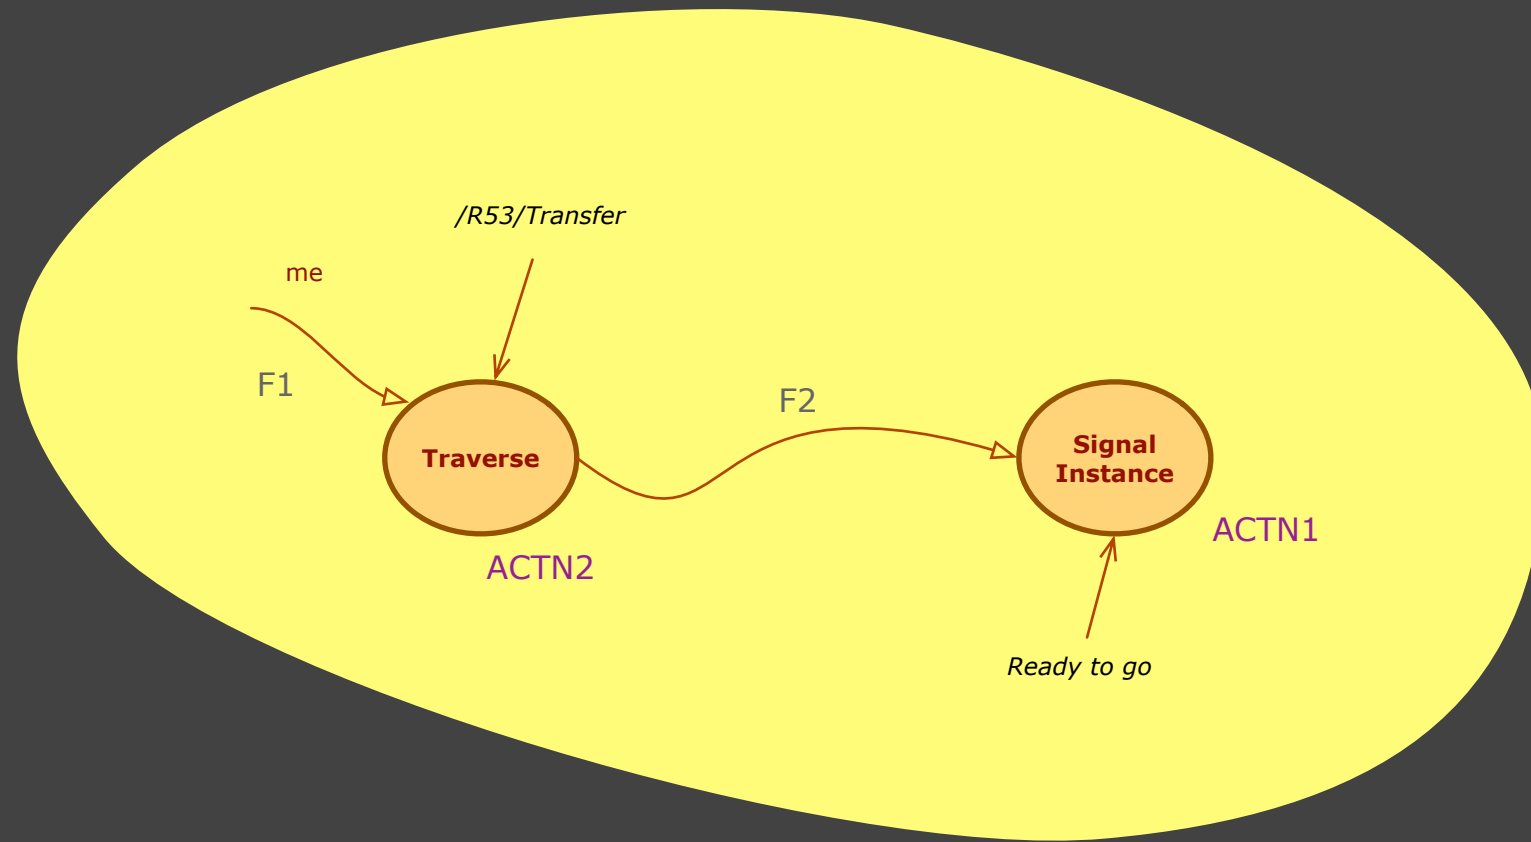 /R53/Transfer
me
F1
F2
Traverse
Signal
Instance
ACTN1
ACTN2
Ready to go